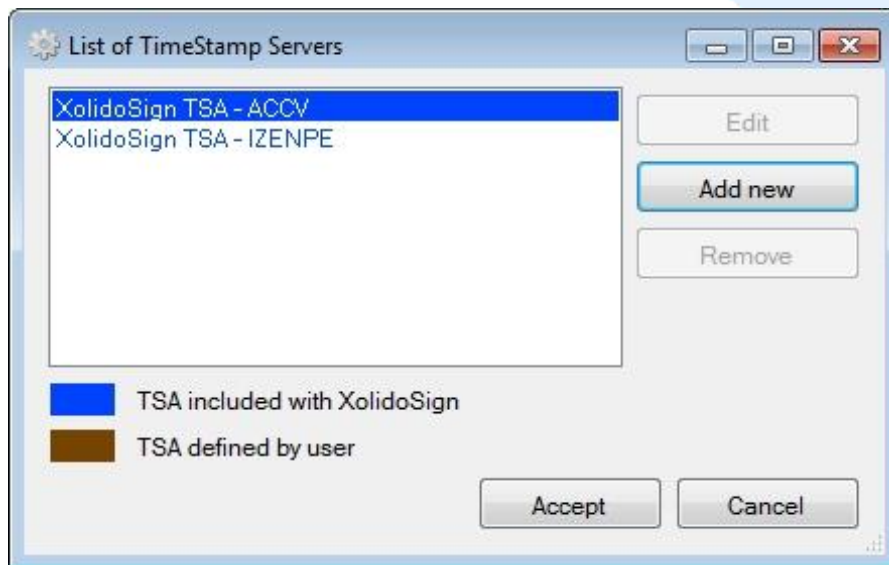 List of TimeStamp Servers
XolidoSign TSA - ACCV
XolidoSign TSA - IZENPE
Edit
Add new
Remove
TSA included with XolidoSign
TSA defined by user
Accept
Cancel